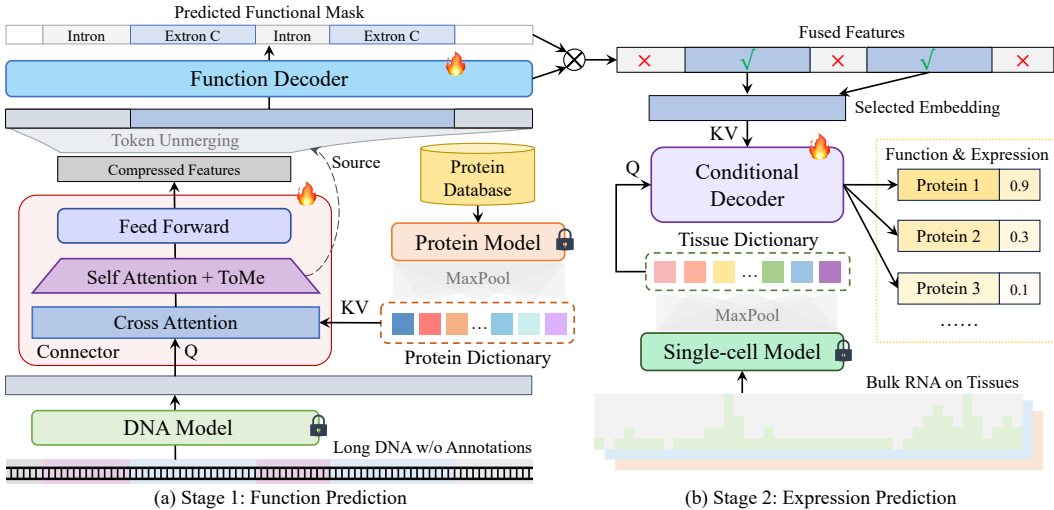 Predicted Functional Mask
Intron
Extron C
Intron
Extron C
Function Decoder
Token Unmerging
Source
Compressed Features
Feed Forward
Self Attention + ToMe
Cross Attention
Connector
Q
KV
Protein
Database
Protein Model
MaxPool
Protein Dictionary
DNA Model
Long DNA w/o Annotations
(a) Stage 1: Function Prediction
Fused Features
×
√
×
√
×
Selected Embedding
KV
Q
Conditional
Decoder
Function & Expression
Protein 1
0.9
Protein 2
0.3
Protein 3
0.1
......
Tissue Dictionary
...
MaxPool
Single-cell Model
Bulk RNA on Tissues
(b) Stage 2: Expression Prediction